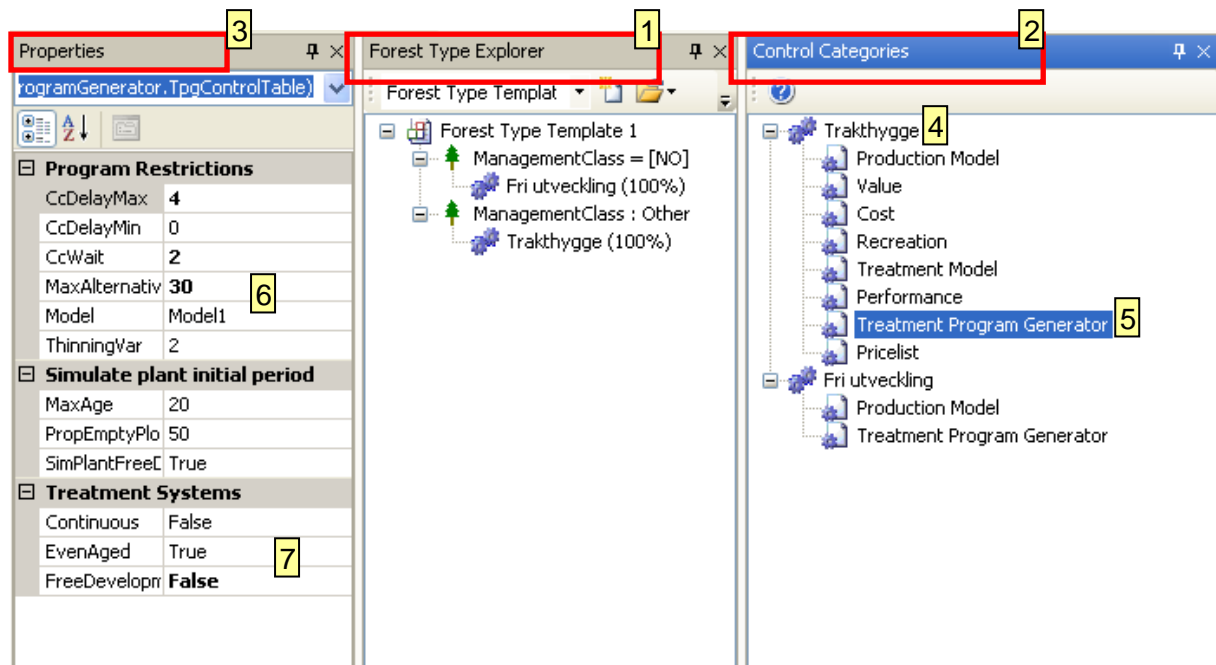 Properties
3
rogramGenerator.TpgControlTable)
Program Restrictions
CcDelayMax 4
CcDelayMin 0
CcWait 2
MaxAlternativ 30
6
Model Model1
ThinningVar 2
Simulate plant initial period
MaxAge 20
PropEmptyPlo 50
SimPlantFreeD True
Treatment Systems
Continuous False
EvenAged True
7
FreeDevelopm False
Forest Type Explorer
1
Forest Type Templat
Forest Type Template 1
ManagementClass = [NO]
Fri utveckling (100%)
ManagementClass : Other
Trakthygge (100%)
Control Categories
2
Trakthygge
4
Production Model
Value
Cost
Recreation
Treatment Model
Performance
Treatment Program Generator
5
Pricelist
Fri utveckling
Production Model
Treatment Program Generator